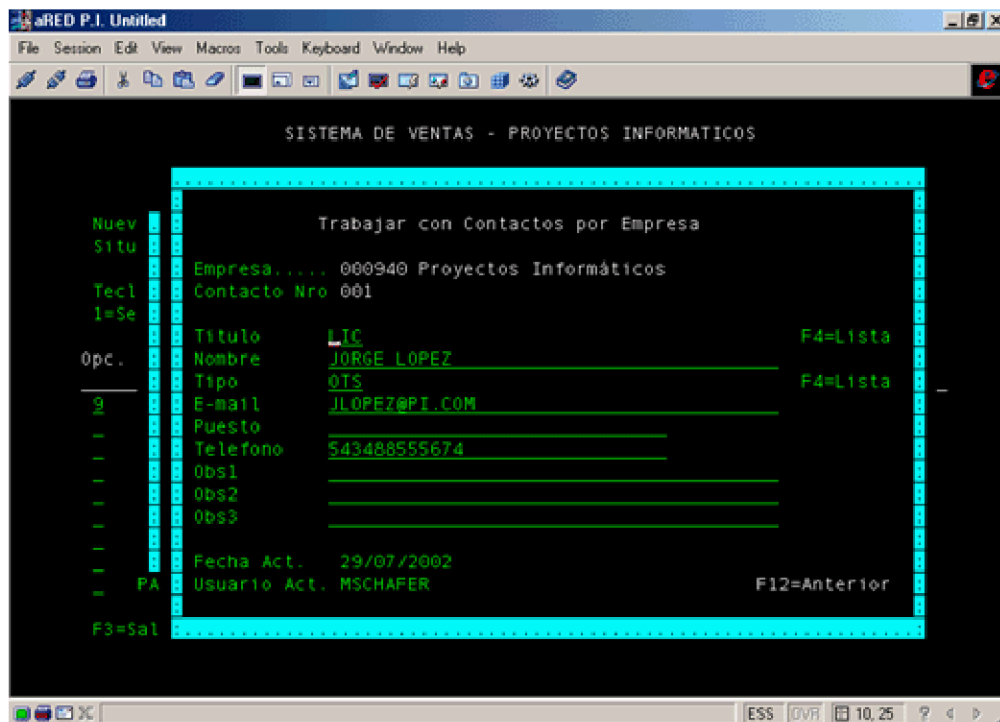 aRED P.I. Untitled
File Session Edit View Macros Tools Keyboard Window Help
SISTEMA DE VENTAS - PROYECTOS INFORMATICOS
Nuev Trabajar con Contactos por Empresa
Situ
Empresa..... 000940 Proyectos Informáticos
Tecl Contacto Nro 001
1=Se
Titulo LIC F4=Lista
Opc. Nombre JORGE LOPEZ
Tipo OTS F4=Lista
9 E-mail JLOPEZ@PI.COM
Puesto
Telefono 543488555674
Obs1
Obs2
Obs3
Fecha Act. 29/07/2002
PA Usuario Act. MSCHAFER F12=Anterior
F3=Sal
ESS OVR 10,25